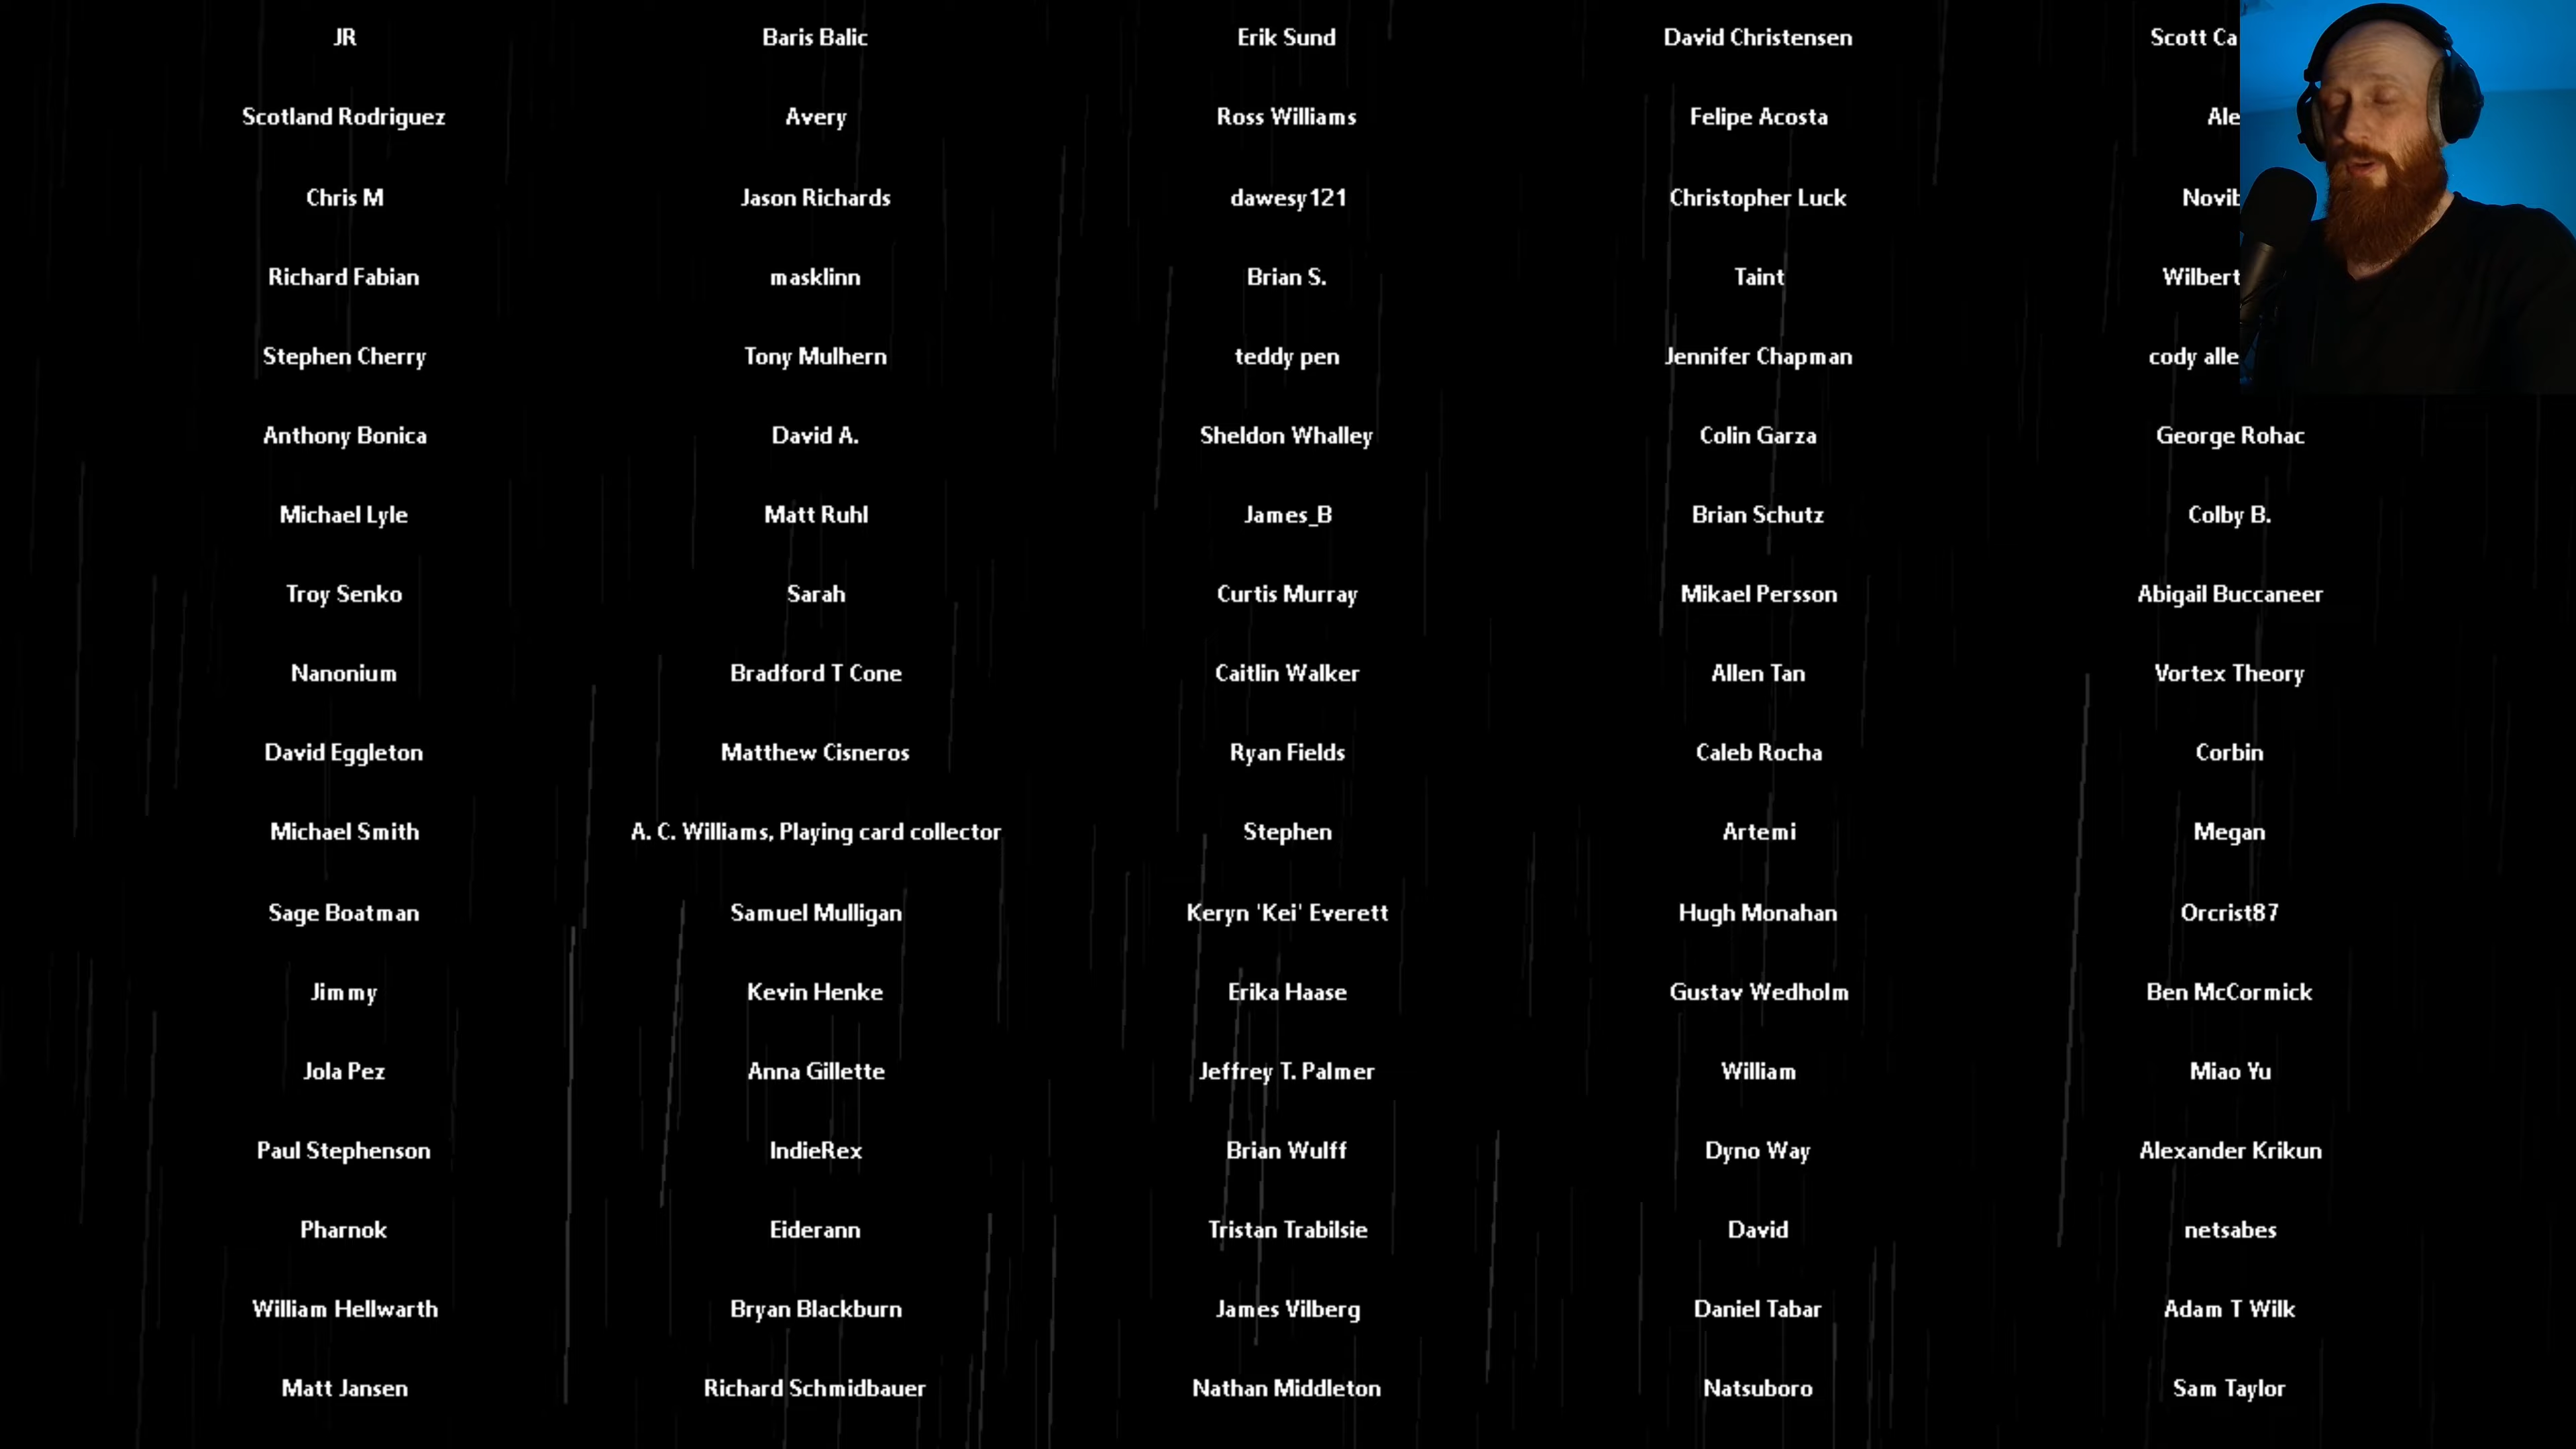 JR Baris Balic Erik Sund David Christensen Scott
Scotland Rodriguez Avery Ross Williams Felipe Acosta
Chris M Jason Richards dawesy121 Christopher Luck
Richard Fabian masklinn Brian S. Taint Wilbert
Stephen Cherry Tony Mulhern teddy pen Jennifer Chapman cody
Anthony Bonica David A. Sheldon Whalley Colin Garza George Rohac
Michael Lyle Matt Ruhl James_B Brian Schutz Colby B.
Troy Senko Sarah Curtis Murray Mikael Persson Abigail Buccaneer
Nanonium Bradford T Cone Caitlin Walker Allen Tan Vortex Theory
David Eggleton Matthew Cisneros Ryan Fields Caleb Rocha Corbin
Michael Smith A. C. Williams, Playing card collector Stephen Artemi Megan
Sage Boatman Samuel Mulligan Keryn 'Kei' Everett Hugh Monahan Orcrist87
Jimmy Kevin Henke Erika Haase Gustav Wedholm Ben McCormick
Jola Pez Anna Gillette Jeffrey T. Palmer William Miao Yu
Paul Stephenson IndieRex Brian Wulff Dyno Way Alexander Krikun
Pharnok Eiderann Tristan Trabilsie David netsabes
William Hellwarth Bryan Blackburn James Vilberg Daniel Tabar Adam T Wilk
Matt Jansen Richard Schmidbauer Nathan Middleton Natsuboro Sam Taylor